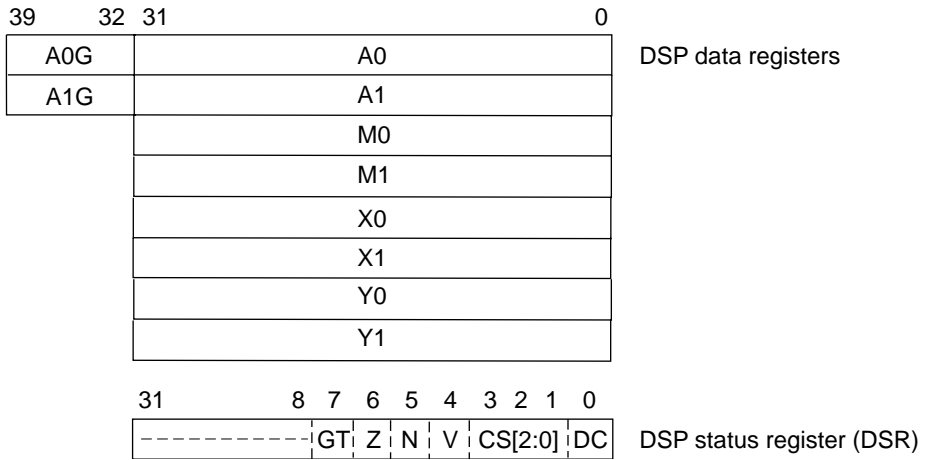 39 32 31 0
A0G A0 DSP data registers
A1G A1
M0
M1
X0
X1
Y0
Y1
31 8 7 6 5 4 3 2 1 0
GT Z N V CS[2:0] DC DSP status register (DSR)